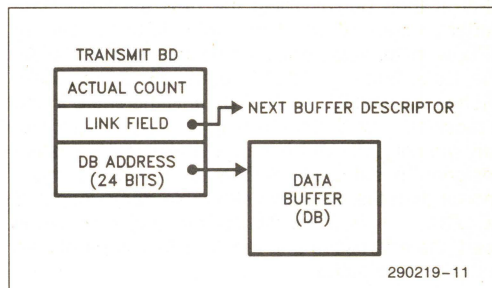 TRANSMIT BD
ACTUAL COUNT
LINK FIELD
NEXT BUFFER DESCRIPTOR
DB ADDRESS
(24 BITS)
DATA
BUFFER
(DB)
290219-11